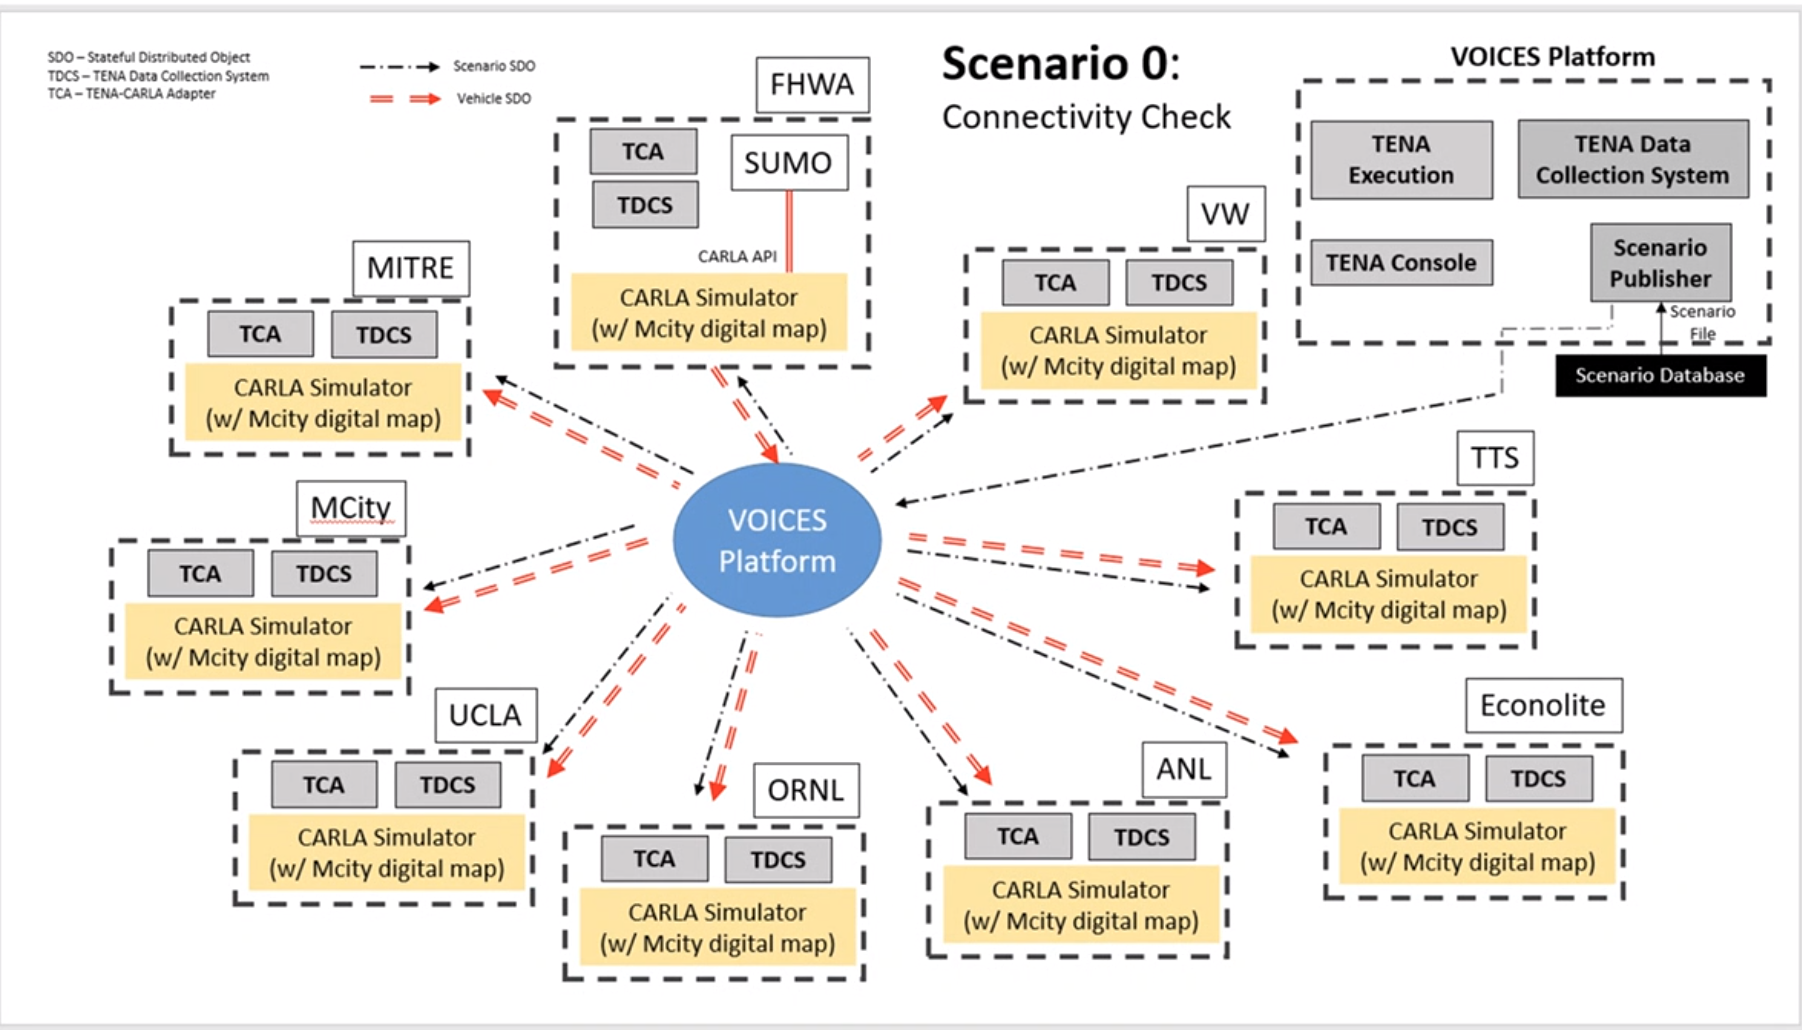 SDO – Stateful Distributed Object
TDCS – TENA Data Collection System
TCA – TENA-CARLA Adapter
Scenario SDO
Vehicle SDO
Scenario 0:
Connectivity Check
VOICES Platform
TENA
Execution
TENA Data
Collection System
TENA Console
Scenario
Publisher
Scenario
File
Scenario Database
FHWA
TCA
SUMO
TDCS
CARLA API
CARLA Simulator
(w/ Mcity digital map)
VW
TCA
TDCS
CARLA Simulator
(w/ Mcity digital map)
MITRE
TCA
TDCS
CARLA Simulator
(w/ Mcity digital map)
VOICES
Platform
TTS
TCA
TDCS
CARLA Simulator
(w/ Mcity digital map)
MCity
TCA
TDCS
CARLA Simulator
(w/ Mcity digital map)
UCLA
TCA
TDCS
CARLA Simulator
(w/ Mcity digital map)
ORNL
TCA
TDCS
CARLA Simulator
(w/ Mcity digital map)
ANL
TCA
TDCS
CARLA Simulator
(w/ Mcity digital map)
Econolite
TCA
TDCS
CARLA Simulator
(w/ Mcity digital map)